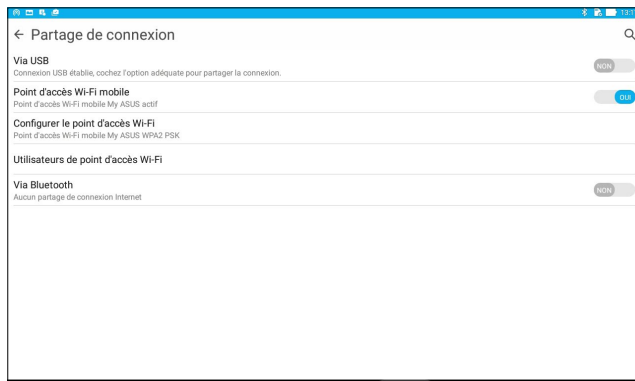 Partage de connexion
Via USB
NON
Connexion USB établie, cochez l'option adéquate pour partager la connexion.
Point d'accès Wi-Fi mobile
OUI
Point d'accès Wi-Fi mobile My ASUS actif
Configurer le point d'accès Wi-Fi
Point d'accès Wi-Fi mobile My ASUS WPA2 PSK
Utilisateurs de point d'accès Wi-Fi
Via Bluetooth
NON
Aucun partage de connexion Internet